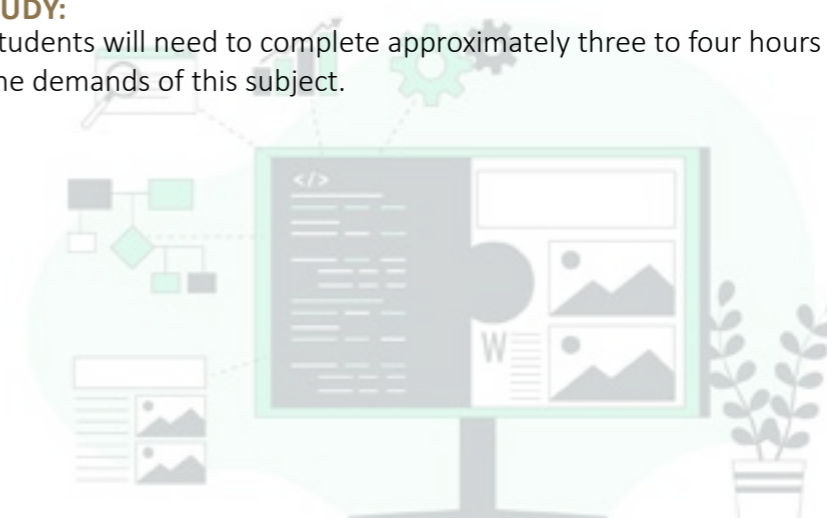 UDY:
tudents will need to complete approximately three to four hours
he demands of this subject.
</>
W